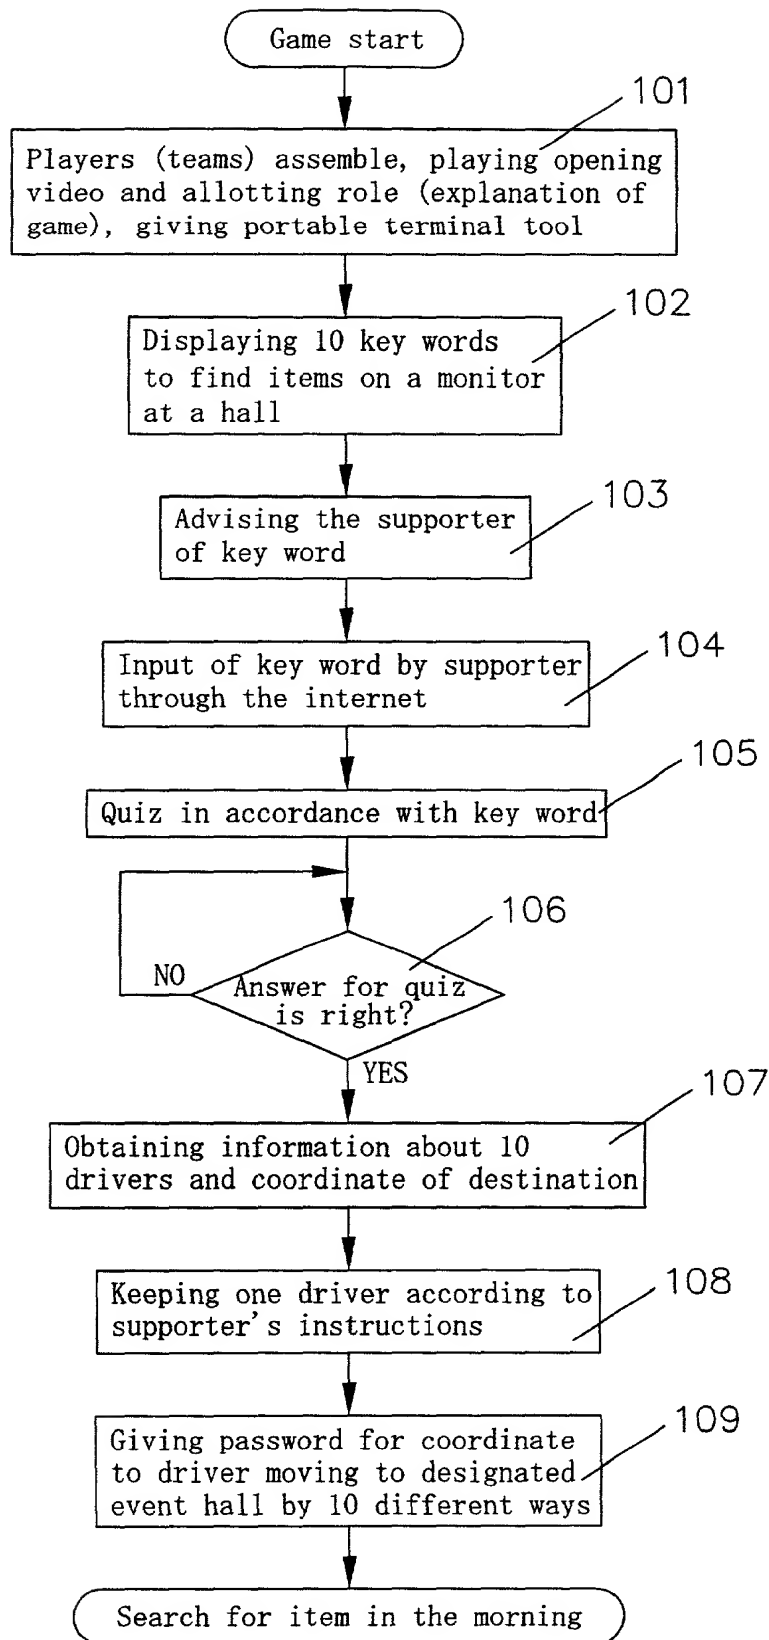 Game start
101
Players (teams) assemble, playing opening
video and allotting role (explanation of
game), giving portable terminal tool
102
Displaying 10 key words
to find items on a monitor
at a hall
103
Advising the supporter
of key word
104
Input of key word by supporter
through the internet
105
Quiz in accordance with key word
106
NO
Answer for quiz
is right?
YES
107
Obtaining information about 10
drivers and coordinate of destination
108
Keeping one driver according to
supporter's instructions
109
Giving password for coordinate
to driver moving to designated
event hall by 10 different ways
Search for item in the morning